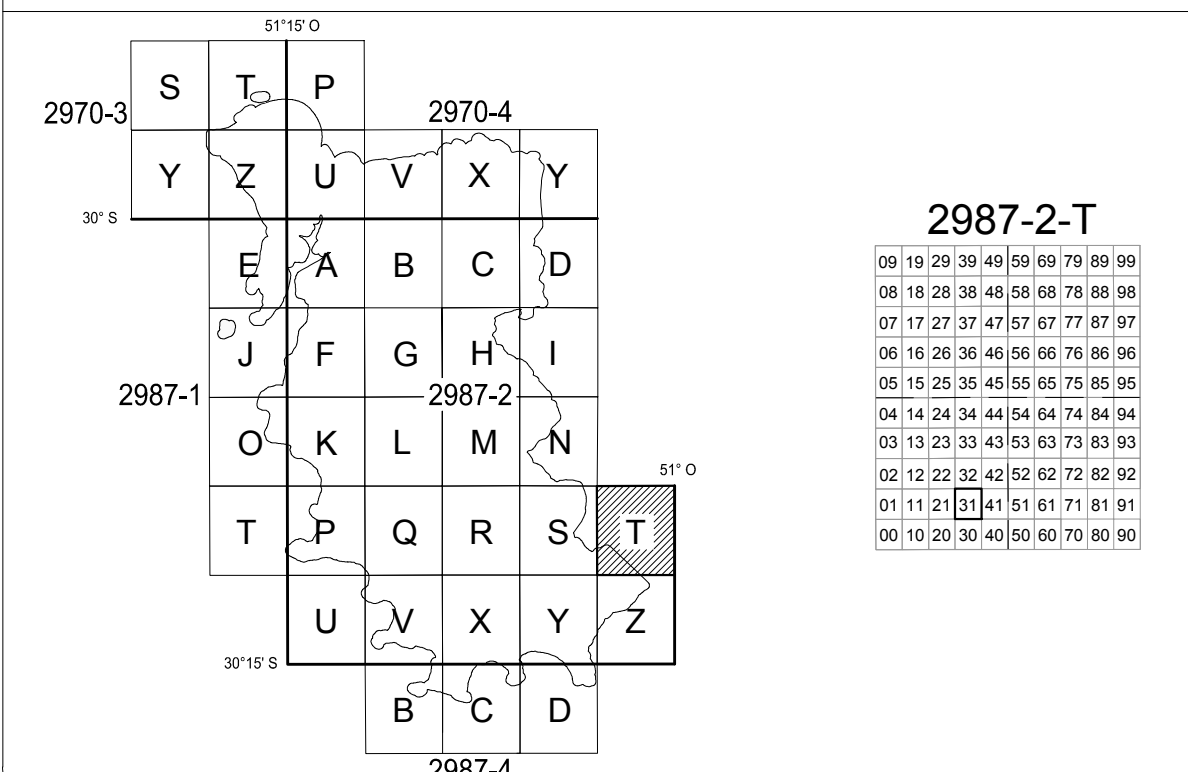 51°15' O
S T P
2970-3 2970-4
Y Z U V X Y
30° S
E A B C D
J F G H I
2987-1 2987-2
O K L M N
51° O
T P Q R S T
U V X Y Z
30°15' S
B C D
2987-4
2987-2-T
09 19 29 39 49 59 69 79 89 99
08 18 28 38 48 58 68 78 88 98
07 17 27 37 47 57 67 77 87 97
06 16 26 36 46 56 66 76 86 96
05 15 25 35 45 55 65 75 85 95
04 14 24 34 44 54 64 74 84 94
03 13 23 33 43 53 63 73 83 93
02 12 22 32 42 52 62 72 82 92
01 11 21 31 41 51 61 71 81 91
00 10 20 30 40 50 60 70 80 90